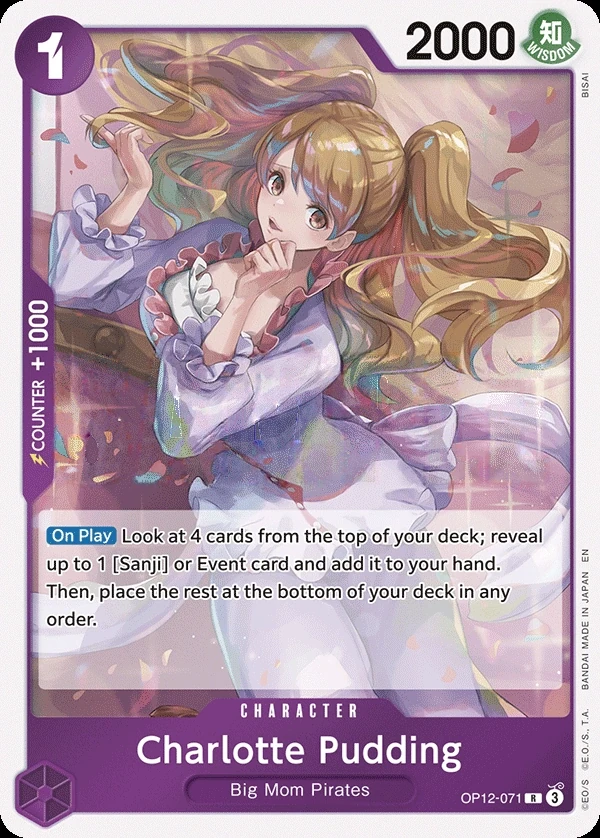 1
2000
知
WISDOM
BISAI
COUNTER +1000
On Play Look at 4 cards from the top of your deck; reveal
up to 1 [Sanji] or Event card and add it to your hand.
Then, place the rest at the bottom of your deck in any
order.
CHARACTER
Charlotte Pudding
Big Mom Pirates
OP12-071 R 3
©EO/S ©E.O./S., T.A. BANDAI MADE IN JAPAN EN